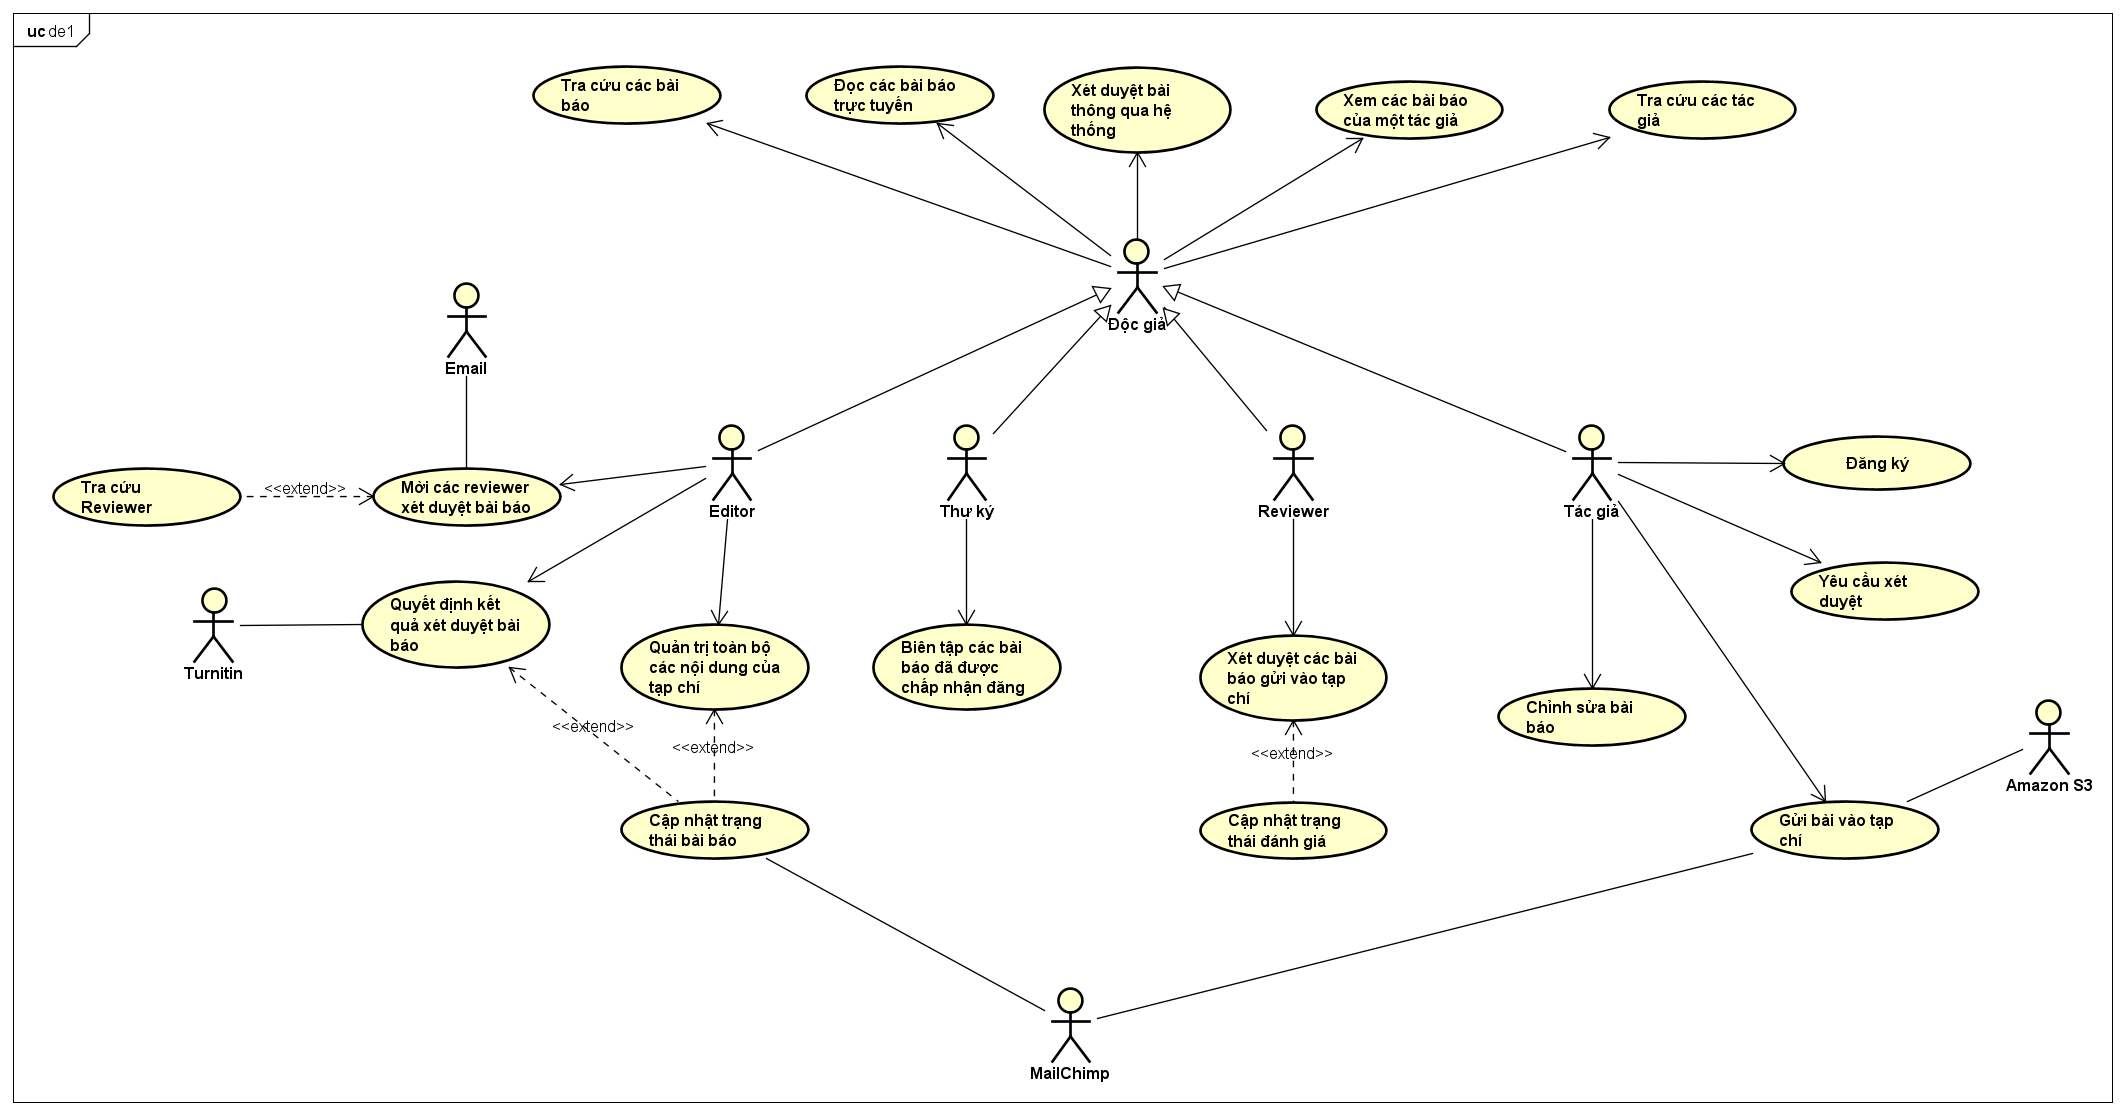 uc de1
Tra cứu các bài
báo
Đọc các bài báo
trực tuyến
Xét duyệt bài
thông qua hệ
thống
Xem các bài báo
của một tác giả
Tra cứu các tác
giả
Độc giả
Email
Editor
Thư ký
Reviewer
Tác giả
Đăng ký
Tra cứu
Reviewer
<<extend>>
Mời các reviewer
xét duyệt bài báo
Yêu cầu xét
duyệt
Turnitin
Quyết định kết
quả xét duyệt bài
báo
Quản trị toàn bộ
các nội dung của
tạp chí
Biên tập các bài
báo đã được
chấp nhận đăng
Xét duyệt các bài
báo gửi vào tạp
chí
Chỉnh sửa bài
báo
Amazon S3
<<extend>>
<<extend>>
<<extend>>
Cập nhật trạng
thái bài báo
Cập nhật trạng
thái đánh giá
Gửi bài vào tạp
chí
MailChimp